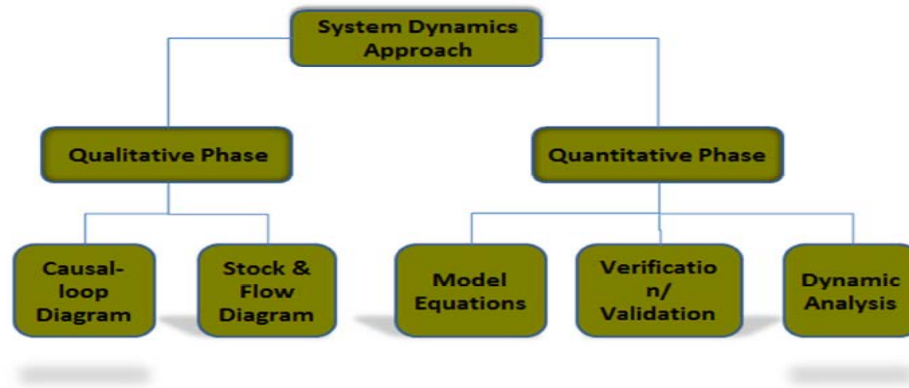 System Dynamics
Approach
Qualitative Phase
Quantitative Phase
Causal-
loop
Diagram
Stock &
Flow
Diagram
Model
Equations
Verificatio
n/
Validation
Dynamic
Analysis